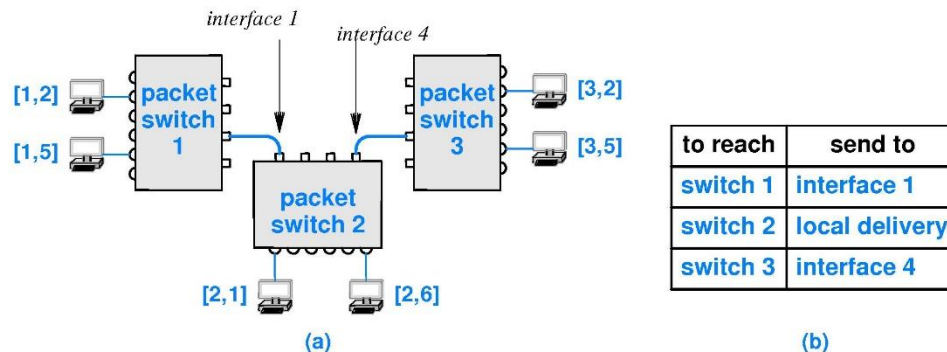 interface 1
interface 4
[1,2]
[1,5]
packet
switch
1
packet
switch
3
[3,2]
[3,5]
packet
switch 2
[2,1]
[2,6]
(a)
to reach send to
switch 1 interface 1
switch 2 local delivery
switch 3 interface 4
(b)